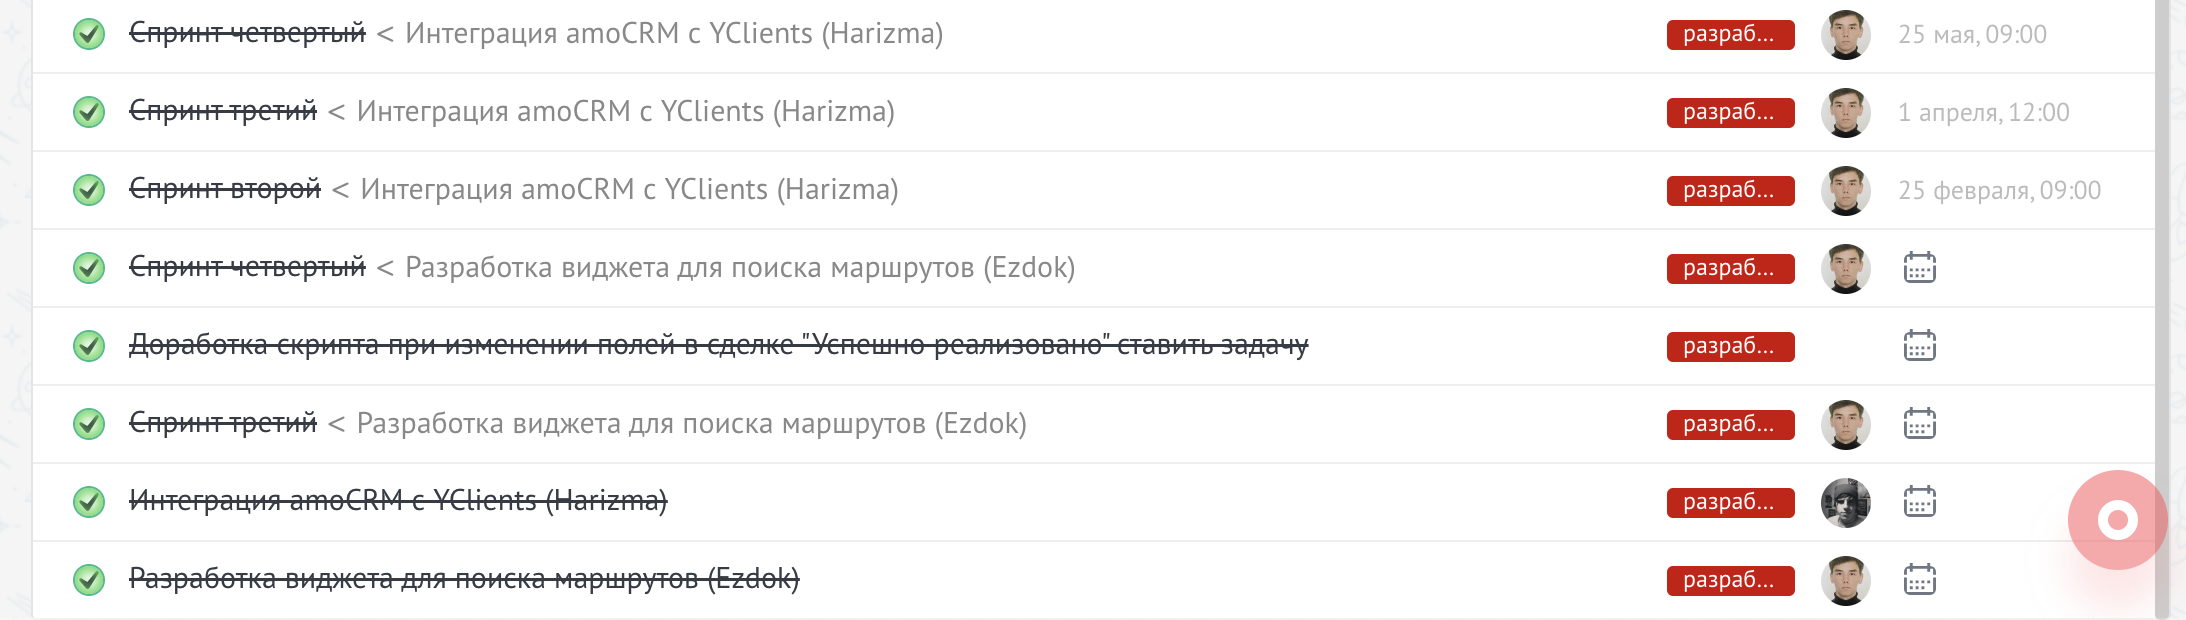 Спринт четвертый < Интеграция amoCRM с YClients (Harizma) разраб... 25 мая, 09:00
Спринт третий < Интеграция amoCRM с YClients (Harizma) разраб... 1 апреля, 12:00
Спринт второй < Интеграция amoCRM с YClients (Harizma) разраб... 25 февраля, 09:00
Спринт четвертый < Разработка виджета для поиска маршрутов (Ezdok) разраб...
Доработка скрипта при изменении полей в сделке "Успешно реализовано" ставить задачу разраб...
Спринт третий < Разработка виджета для поиска маршрутов (Ezdok) разраб...
Интеграция amoCRM с YClients (Harizma) разраб...
Разработка виджета для поиска маршрутов (Ezdok) разраб...